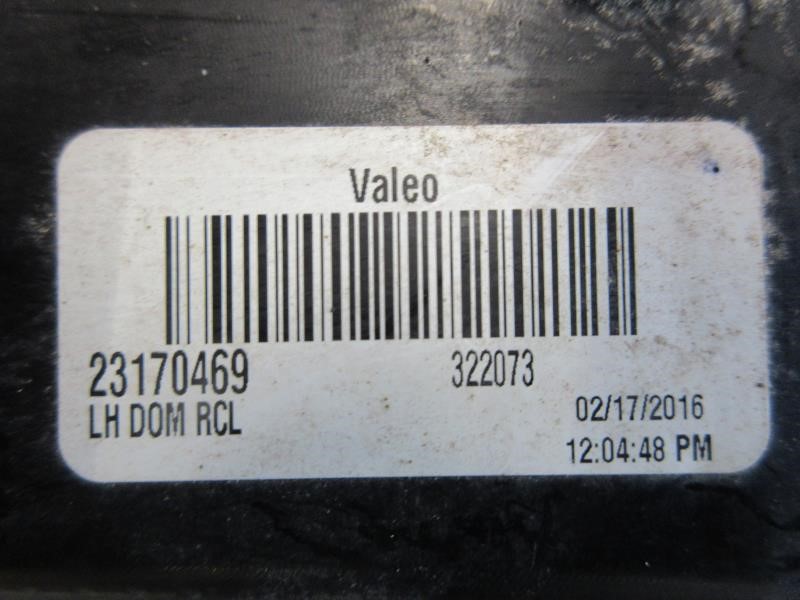 Valeo
23170469 322073
LH DOM RCL 02/17/2016
12:04:48 PM